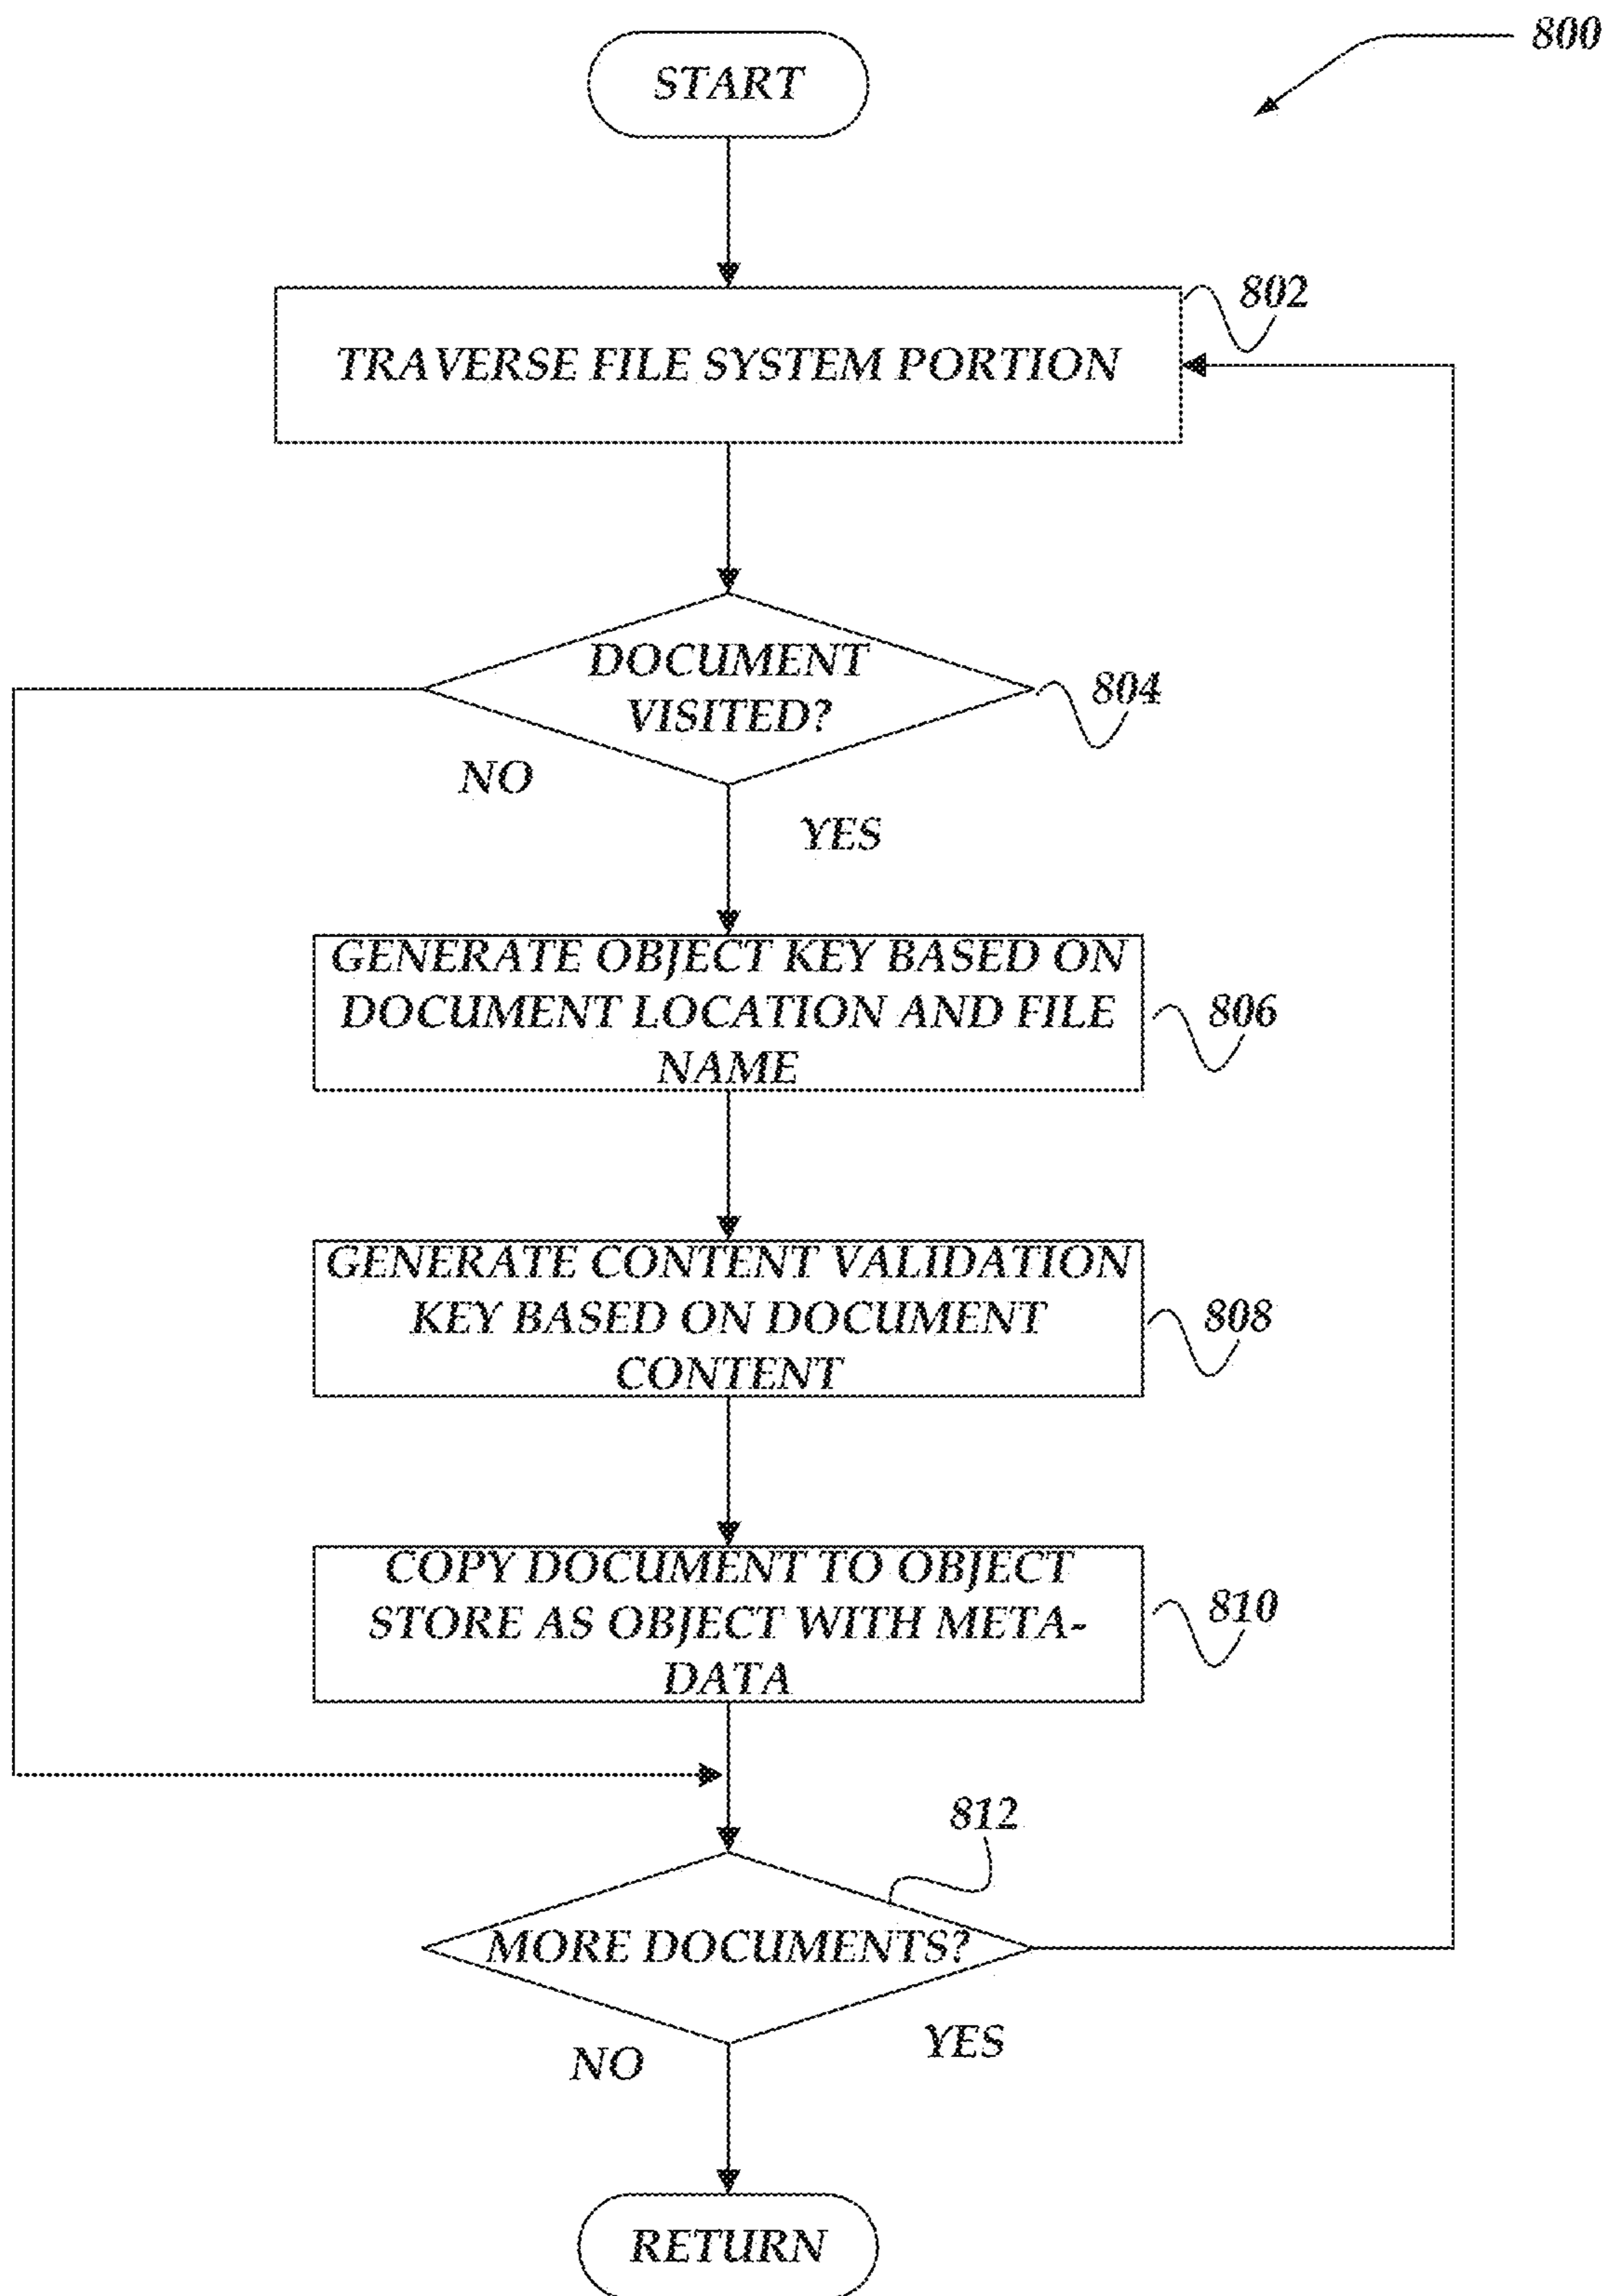 800
START
802
TRAVERSE FILE SYSTEM PORTION
DOCUMENT
VISITED?
804
NO
YES
GENERATE OBJECT KEY BASED ON
DOCUMENT LOCATION AND FILE
NAME
806
GENERATE CONTENT VALIDATION
KEY BASED ON DOCUMENT
CONTENT
808
COPY DOCUMENT TO OBJECT
STORE AS OBJECT WITH META-
DATA
810
812
MORE DOCUMENTS?
YES
NO
RETURN